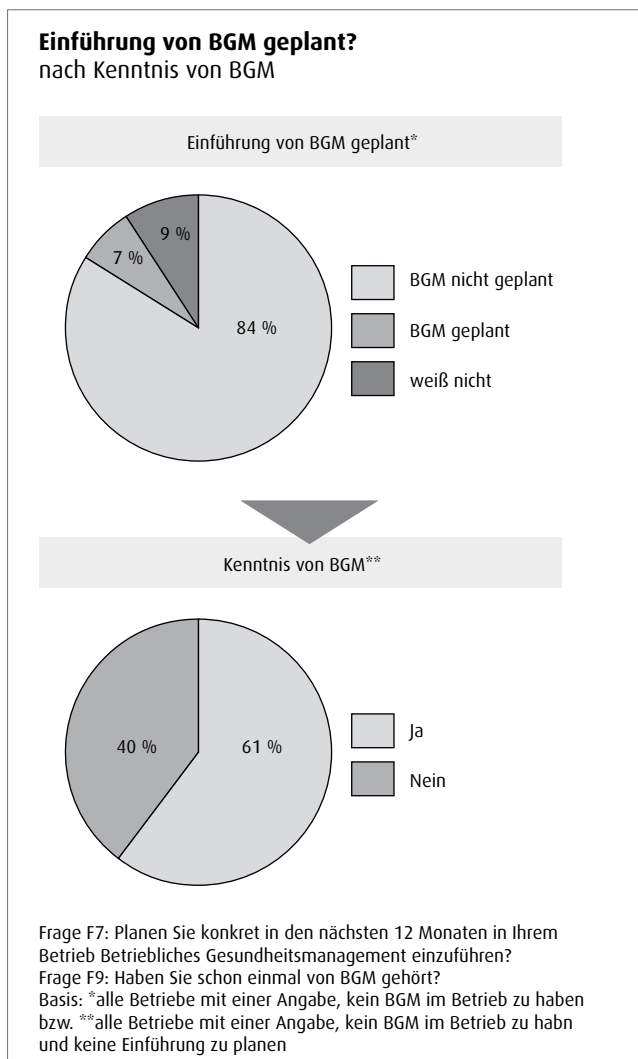 Einführung von BGM geplant?
nach Kenntnis von BGM
Einführung von BGM geplant*
9 %
7 %
84 %
BGM nicht geplant
BGM geplant
weiß nicht
Kenntnis von BGM**
40 %
61 %
Ja
Nein
Frage F7: Planen Sie konkret in den nächsten 12 Monaten in Ihrem
Betrieb Betriebliches Gesundheitsmanagement einzuführen?
Frage F9: Haben Sie schon einmal von BGM gehört?
Basis: *alle Betriebe mit einer Angabe, kein BGM im Betrieb zu haben
bzw. **alle Betriebe mit einer Angabe, kein BGM im Betrieb zu habn
und keine Einführung zu planen